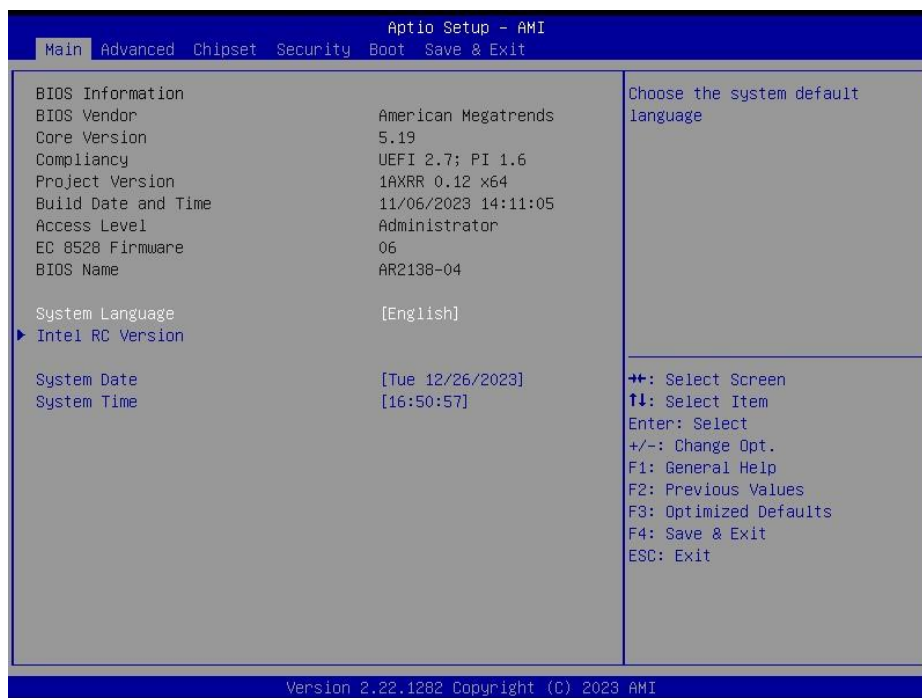 Aptio Setup – AMI
Main Advanced Chipset Security Boot Save & Exit
BIOS Information
BIOS Vendor American Megatrends
Core Version 5.19
Compliancy UEFI 2.7; PI 1.6
Project Version 1AXRR 0.12 x64
Build Date and Time 11/06/2023 14:11:05
Access Level Administrator
EC 8528 Firmware 06
BIOS Name AR2138-04
System Language [English]
Intel RC Version
System Date [Tue 12/26/2023]
System Time [16:50:57]
Choose the system default
language
→←: Select Screen
↑↓: Select Item
Enter: Select
+/-: Change Opt.
F1: General Help
F2: Previous Values
F3: Optimized Defaults
F4: Save & Exit
ESC: Exit
Version 2.22.1282 Copyright (C) 2023 AMI